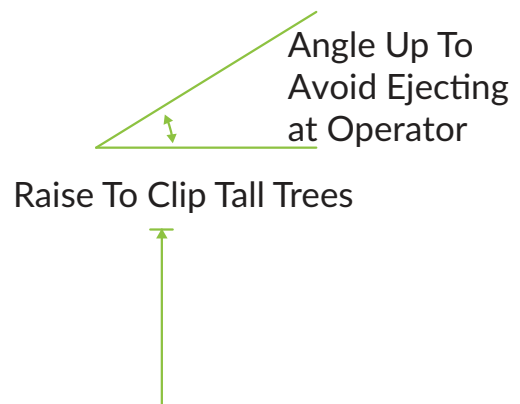 Angle Up To
Avoid Ejecting
at Operator
Raise To Clip Tall Trees